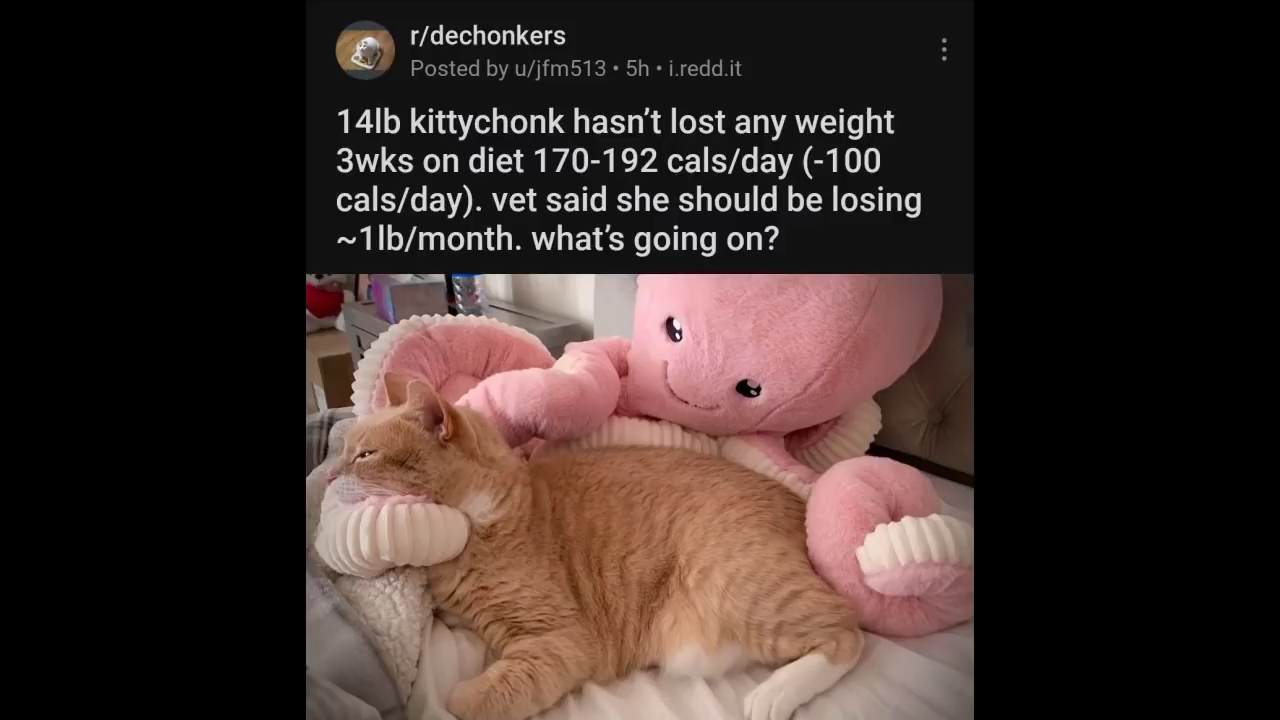 r/dechonkers
Posted by u/jfm513 • 5h • i.redd.it
14lb kittychonk hasn’t lost any weight
3wks on diet 170-192 cals/day (-100
cals/day). vet said she should be losing
~1lb/month. what’s going on?